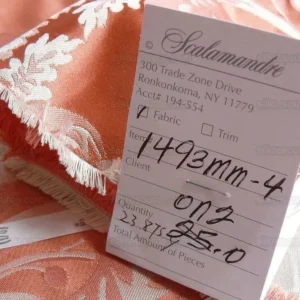 © Scalamandre
300 Trade Zone Drive
Ronkonkoma, NY 11779
Acct# 194-554
Fabric Trim
Item
1493mm-4
Client
on2
Quantity
23.875 25.0
Total Amount of Pieces